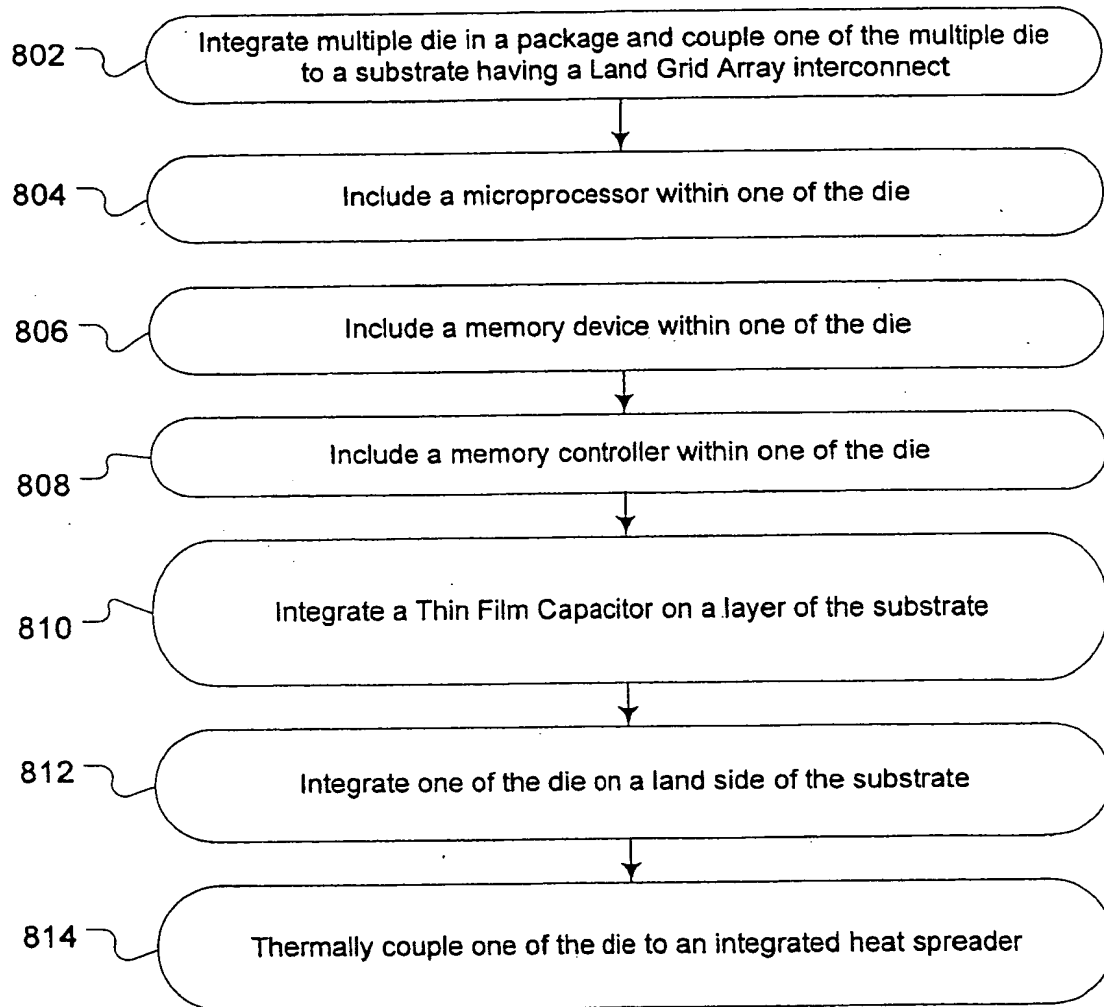 802
Integrate multiple die in a package and couple one of the multiple die
to a substrate having a Land Grid Array interconnect
804
Include a microprocessor within one of the die
806
Include a memory device within one of the die
808
Include a memory controller within one of the die
810
Integrate a Thin Film Capacitor on a layer of the substrate
812
Integrate one of the die on a land side of the substrate
814
Thermally couple one of the die to an integrated heat spreader